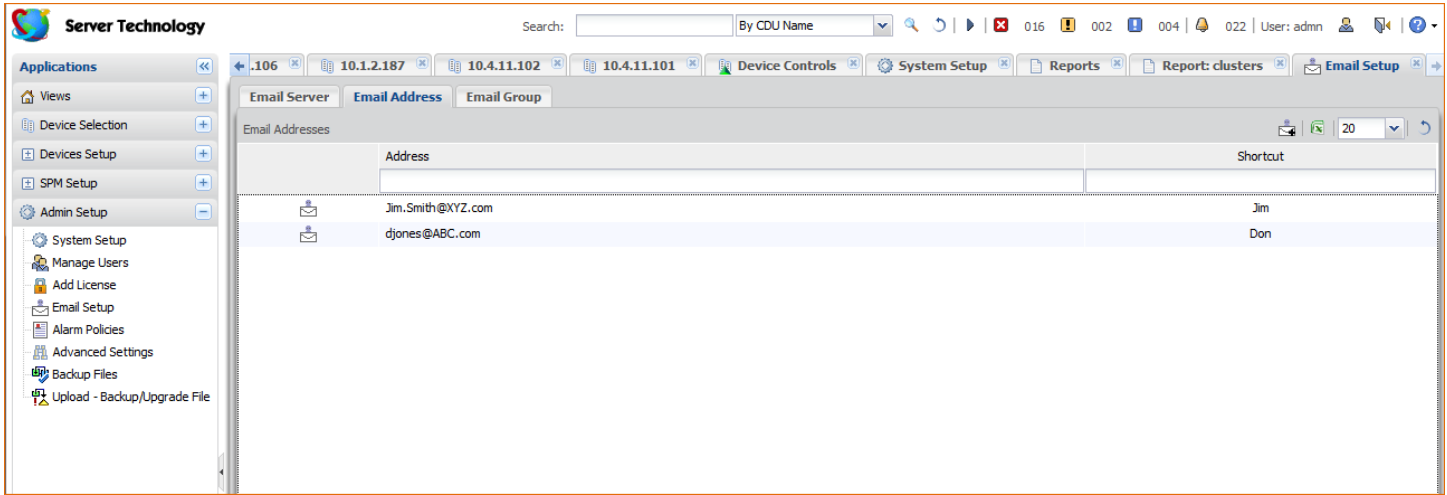 Server Technology
Search:
By CDU Name
016
002
004
022
User: admn
Applications
.106
10.1.2.187
10.4.11.102
10.4.11.101
Device Controls
System Setup
Reports
Report: clusters
Email Setup
Views
Device Selection
Devices Setup
SPM Setup
Admin Setup
System Setup
Manage Users
Add License
Email Setup
Alarm Policies
Advanced Settings
Backup Files
Upload - Backup/Upgrade File
Email Server
Email Address
Email Group
Email Addresses
20
Address
Shortcut
Jim.Smith@XYZ.com
Jim
djones@ABC.com
Don